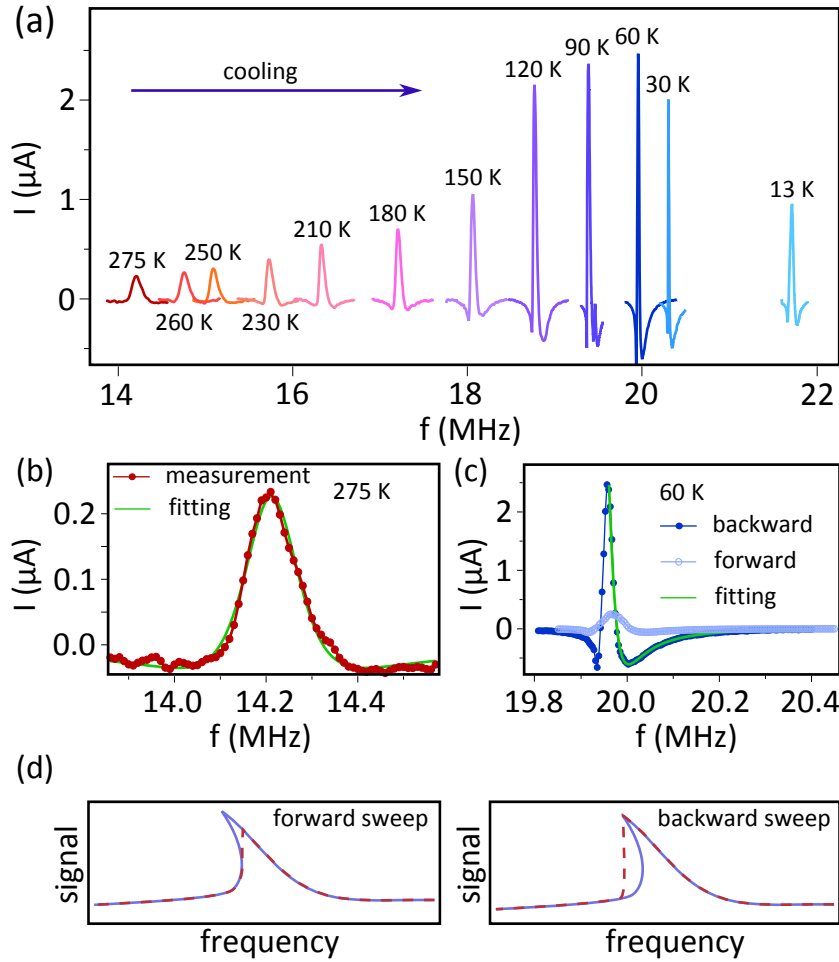 (a)
cooling
275 K
260 K
250 K
230 K
210 K
180 K
150 K
120 K
90 K
60 K
30 K
13 K
I (μA)
2
1
0
14 16 18 20 22
f (MHz)
(b)
measurement
fitting
275 K
I (μA)
0.2
0.1
0.0
14.0 14.2 14.4
f (MHz)
(c)
60 K
backward
forward
fitting
I (μA)
2
1
0
19.8 20.0 20.2 20.4
f (MHz)
(d)
forward sweep
signal
frequency
backward sweep
signal
frequency